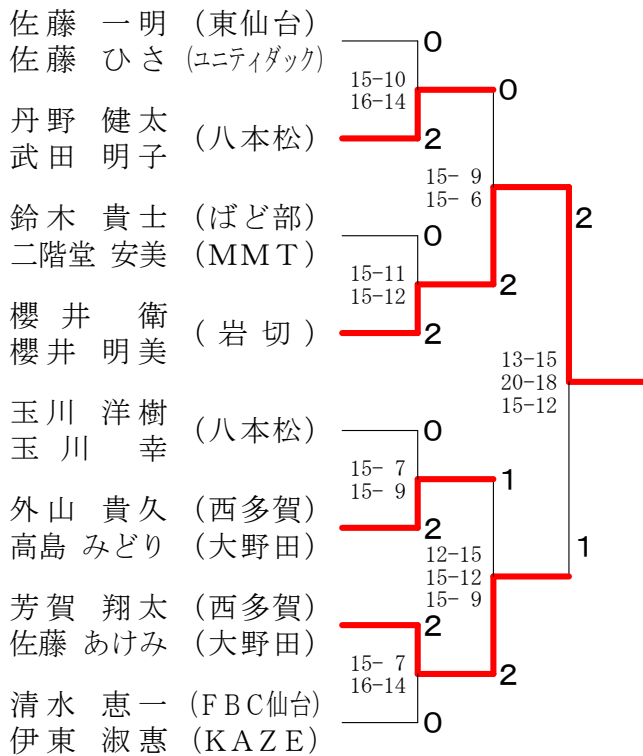 佐藤 一明 (東仙台)
佐藤 ひさ (ユニティダック)
0
15-10
16-14
0
丹野 健太
武田 明子
(八本松)
2
15- 9
15- 6
2
鈴木 貴士 (ばど部)
二階堂 安美 (MMT)
0
15-11
15-12
2
櫻井 衛
櫻井 明美
(岩切)
2
13-15
20-18
15-12
玉川 洋樹
玉川 幸
(八本松)
0
15- 7
15- 9
1
外山 貴久 (西多賀)
高島 みどり (大野田)
2
12-15
15-12
15- 9
1
芳賀 翔太 (西多賀)
佐藤 あけみ (大野田)
2
15- 7
16-14
2
清水 恵一 (FBC仙台)
伊東 淑惠 (KAZE)
0